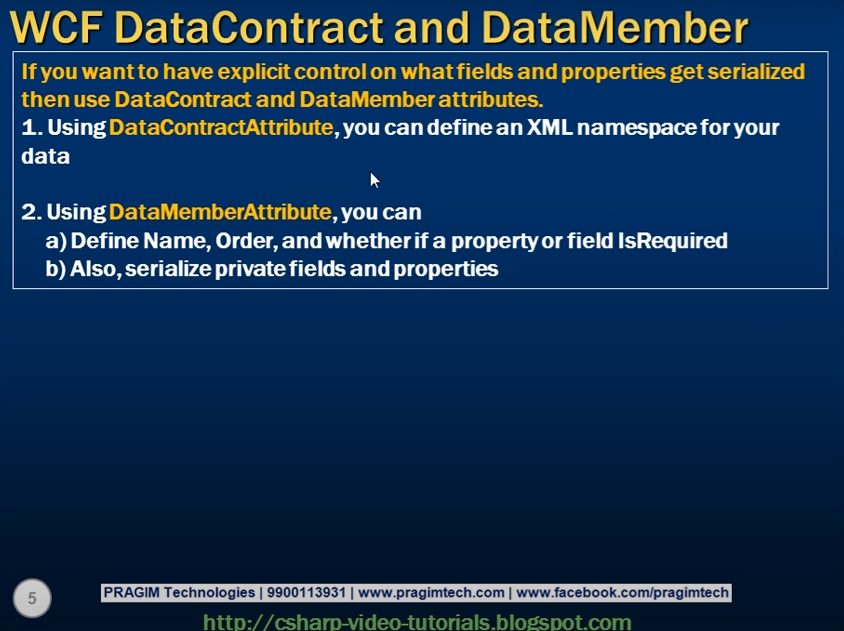 WCF DataContract and DataMember
If you want to have explicit control on what fields and properties get serialized
then use DataContract and DataMember attributes.
1. Using DataContractAttribute, you can define an XML namespace for your
data
2. Using DataMemberAttribute, you can
a) Define Name, Order, and whether if a property or field IsRequired
b) Also, serialize private fields and properties
5
PRAGIM Technologies | 9900113931 | www.pragimtech.com | www.facebook.com/pragimtech
http://csharp-video-tutorials.blogspot.com